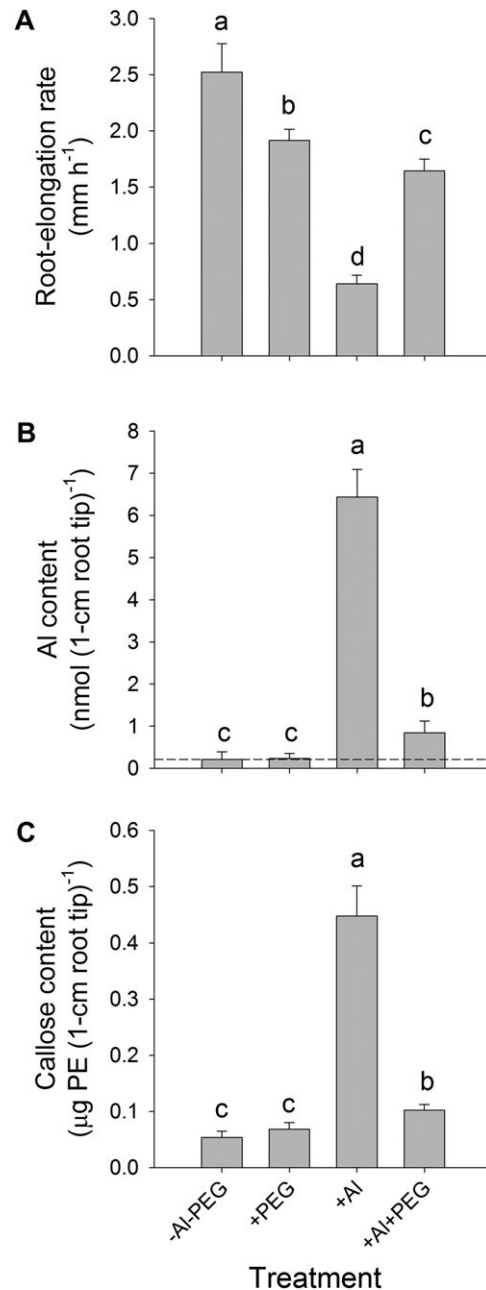 A
Root-elongation rate
(mm h⁻¹)
3.0
2.5
2.0
1.5
1.0
0.5
0.0
a
b
d
c
B
Al content
(nmol (1-cm root tip)⁻¹
8
7
6
5
4
3
2
1
0
c
c
a
b
C
Callose content
(µg PE (1-cm root tip)⁻¹
0.6
0.5
0.4
0.3
0.2
0.1
0.0
c
c
a
b
-Al-PEG
+PEG
+Al
+Al+PEG
Treatment